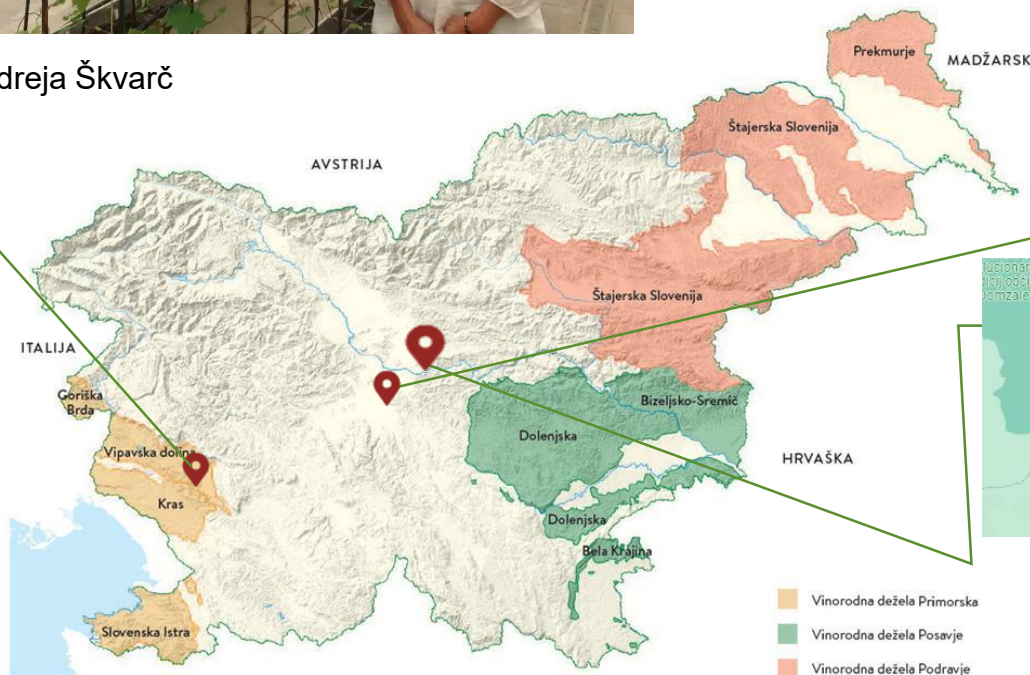 dreja Škvarč
Prekmurje
MADŽARSK
Štajerska Slovenija
AVSTRIJA
Štajerska Slovenija
ITALIJA
Goriška
Brda
Bizeljsko-Sremič
Dolenjska
Vipavska dolina
HRVAŠKA
Kras
Dolenjska
Bela Krajina
Slovenska Istra
Vinorodna dežela Primorska
Vinorodna dežela Posavje
Vinorodna dežela Podravje